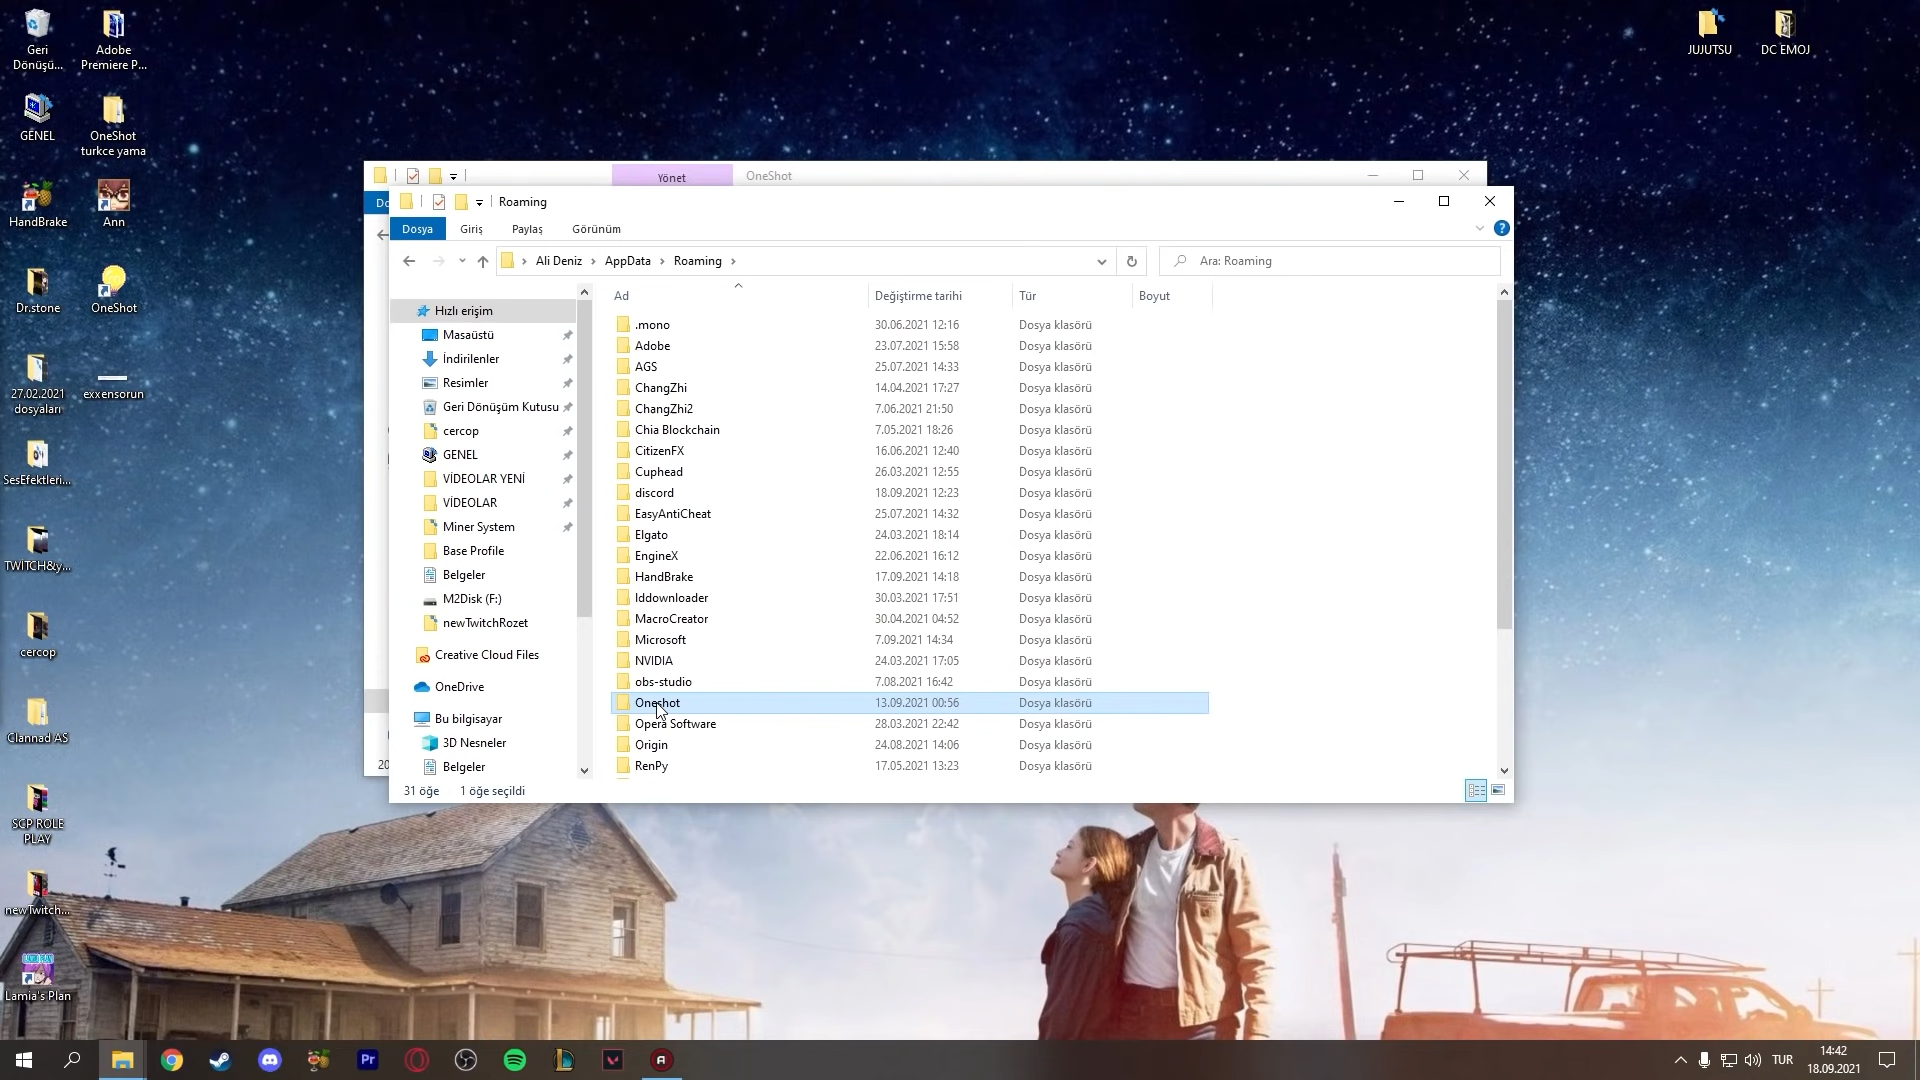 Geri Dönüşü...
Adobe Premiere P...
GENEL
OneShot turkce yama
HandBrake
Ann
Dr.stone
OneShot
27.02.2021 dosyaları
exxensorun
SesEfektleri...
TWİTCH&y...
cercop
Clannad AS
SCP ROLE PLAY
newTwitch...
Lamia's Plan
JUJUTSU
DC EMOJ
Yönet
OneShot
Roaming
Dosya
Giriş
Paylaş
Görünüm
Ali Deniz
AppData
Roaming
Ara: Roaming
Hızlı erişim
Masaüstü
İndirilenler
Resimler
Geri Dönüşüm Kutusu
cercop
GENEL
VİDEOLAR YENİ
VİDEOLAR
Miner System
Base Profile
Belgeler
M2Disk (F:)
newTwitchRozet
Creative Cloud Files
OneDrive
Bu bilgisayar
3D Nesneler
Belgeler
Ad Değiştirme tarihi Tür Boyut
.mono 30.06.2021 12:16 Dosya klasörü
Adobe 23.07.2021 15:58 Dosya klasörü
AGS 25.07.2021 14:33 Dosya klasörü
ChangZhi 14.04.2021 17:27 Dosya klasörü
ChangZhi2 7.06.2021 21:50 Dosya klasörü
Chia Blockchain 7.05.2021 18:26 Dosya klasörü
CitizenFX 16.06.2021 12:40 Dosya klasörü
Cuphead 26.03.2021 12:55 Dosya klasörü
discord 18.09.2021 12:23 Dosya klasörü
EasyAntiCheat 25.07.2021 14:32 Dosya klasörü
Elgato 24.03.2021 18:14 Dosya klasörü
EngineX 22.06.2021 16:12 Dosya klasörü
HandBrake 17.09.2021 14:18 Dosya klasörü
Iddownloader 30.03.2021 17:51 Dosya klasörü
MacroCreator 30.04.2021 04:52 Dosya klasörü
Microsoft 7.09.2021 14:34 Dosya klasörü
NVIDIA 24.03.2021 17:05 Dosya klasörü
obs-studio 7.08.2021 16:42 Dosya klasörü
Oneshot 13.09.2021 00:56 Dosya klasörü
Opera Software 28.03.2021 22:42 Dosya klasörü
Origin 24.08.2021 14:06 Dosya klasörü
RenPy 17.05.2021 13:23 Dosya klasörü
31 öğe 1 öğe seçildi
TUR
14:42
18.09.2021